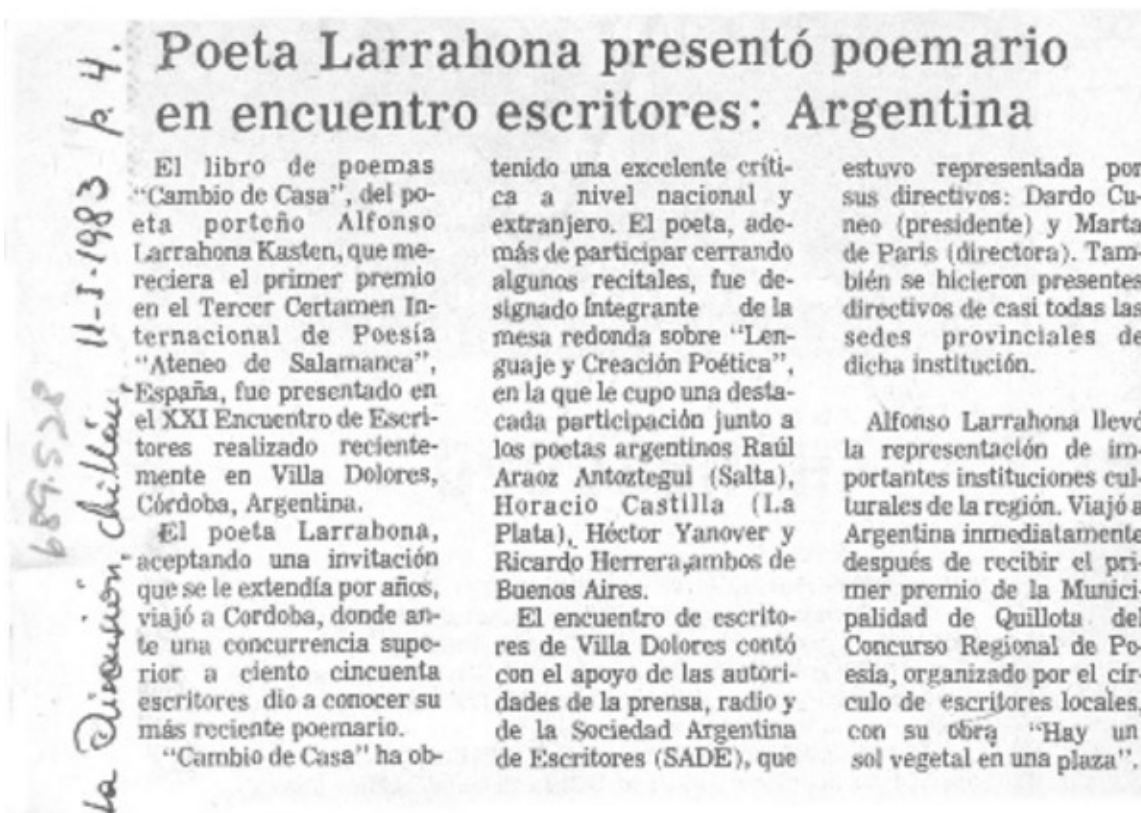 Poeta Larrahona presentó poemario
en encuentro escritores: Argentina
El libro de poemas
“Cambio de Casa”, del po-
eta porteño Alfonso
Larrahona Kasten, que me-
reciera el primer premio
en el Tercer Certamen In-
ternacional de Poesía
“Ateneo de Salamanca”,
España, fue presentado en
el XXI Encuentro de Escri-
tores realizado reciente-
mente en Villa Dolores,
Córdoba, Argentina.
El poeta Larrahona,
aceptando una invitación
que se le extendía por años,
viajó a Cordoba, donde an-
te una concurrencia supe-
rior a ciento cincuenta
escritores dio a conocer su
más reciente poemario.
“Cambio de Casa” ha ob-
tenido una excelente críti-
ca a nivel nacional y
extranjero. El poeta, ade-
más de participar cerrando
algunos recitales, fue de-
signado integrante de la
mesa redonda sobre “Len-
guaje y Creación Poética”,
en la que le cupo una desta-
cada participación junto a
los poetas argentinos Raúl
Araoz Antoztegui (Salta),
Horacio Castilla (La
Plata), Héctor Yanover y
Ricardo Herrera,ambos de
Buenos Aires.
El encuentro de escrito-
res de Villa Dolores contó
con el apoyo de las autori-
dades de la prensa, radio y
de la Sociedad Argentina
de Escritores (SADE), que
estuvo representada por
sus directivos: Dardo Cu-
neo (presidente) y Marta
de Paris (directora). Tam-
bién se hicieron presentes
directivos de casi todas las
sedes provinciales de
dicha institución.
Alfonso Larrahona llevó
la representación de im-
portantes instituciones cul-
turales de la región. Viajó a
Argentina inmediatamente
después de recibir el pri-
mer premio de la Munici-
palidad de Quillota del
Concurso Regional de Po-
esía, organizado por el cír-
culo de escritores locales,
con su obra “Hay un
sol vegetal en una plaza”.
La Discusión, Chillán, 11-I-1983 p. 4.
689.528